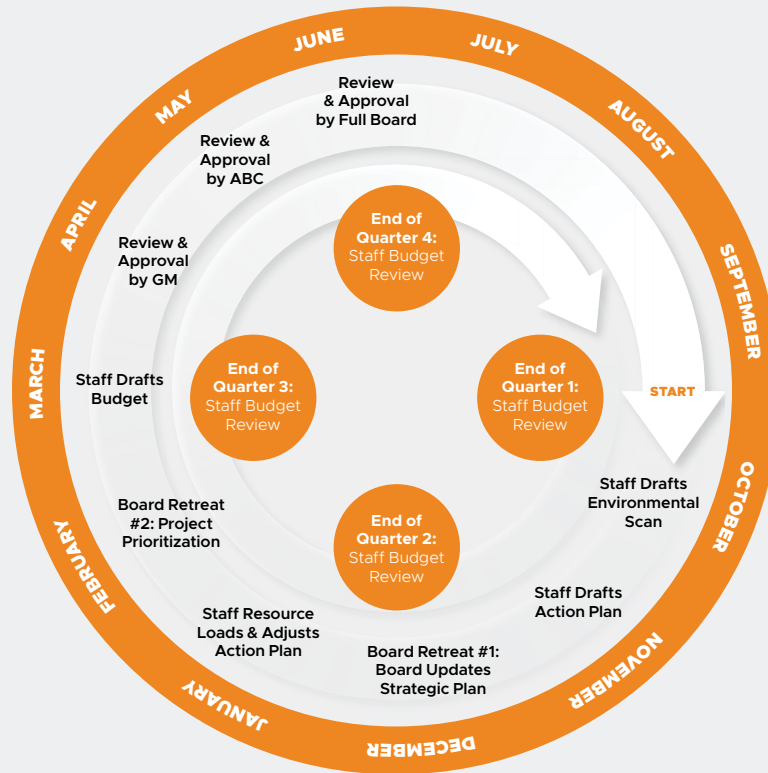 JUNE
JULY
AUGUST
SEPTEMBER
OCTOBER
NOVEMBER
DECEMBER
JANUARY
FEBRUARY
MARCH
APRIL
MAY
START
Staff Drafts
Environmental
Scan
Staff Drafts
Action Plan
Board Retreat #1:
Board Updates
Strategic Plan
Staff Resource
Loads & Adjusts
Action Plan
Board Retreat
#2: Project
Prioritization
Staff Drafts
Budget
Review &
Approval
by GM
Review &
Approval
by ABC
Review
& Approval
by Full Board
End of
Quarter 1:
Staff Budget
Review
End of
Quarter 2:
Staff Budget
Review
End of
Quarter 3:
Staff Budget
Review
End of
Quarter 4:
Staff Budget
Review